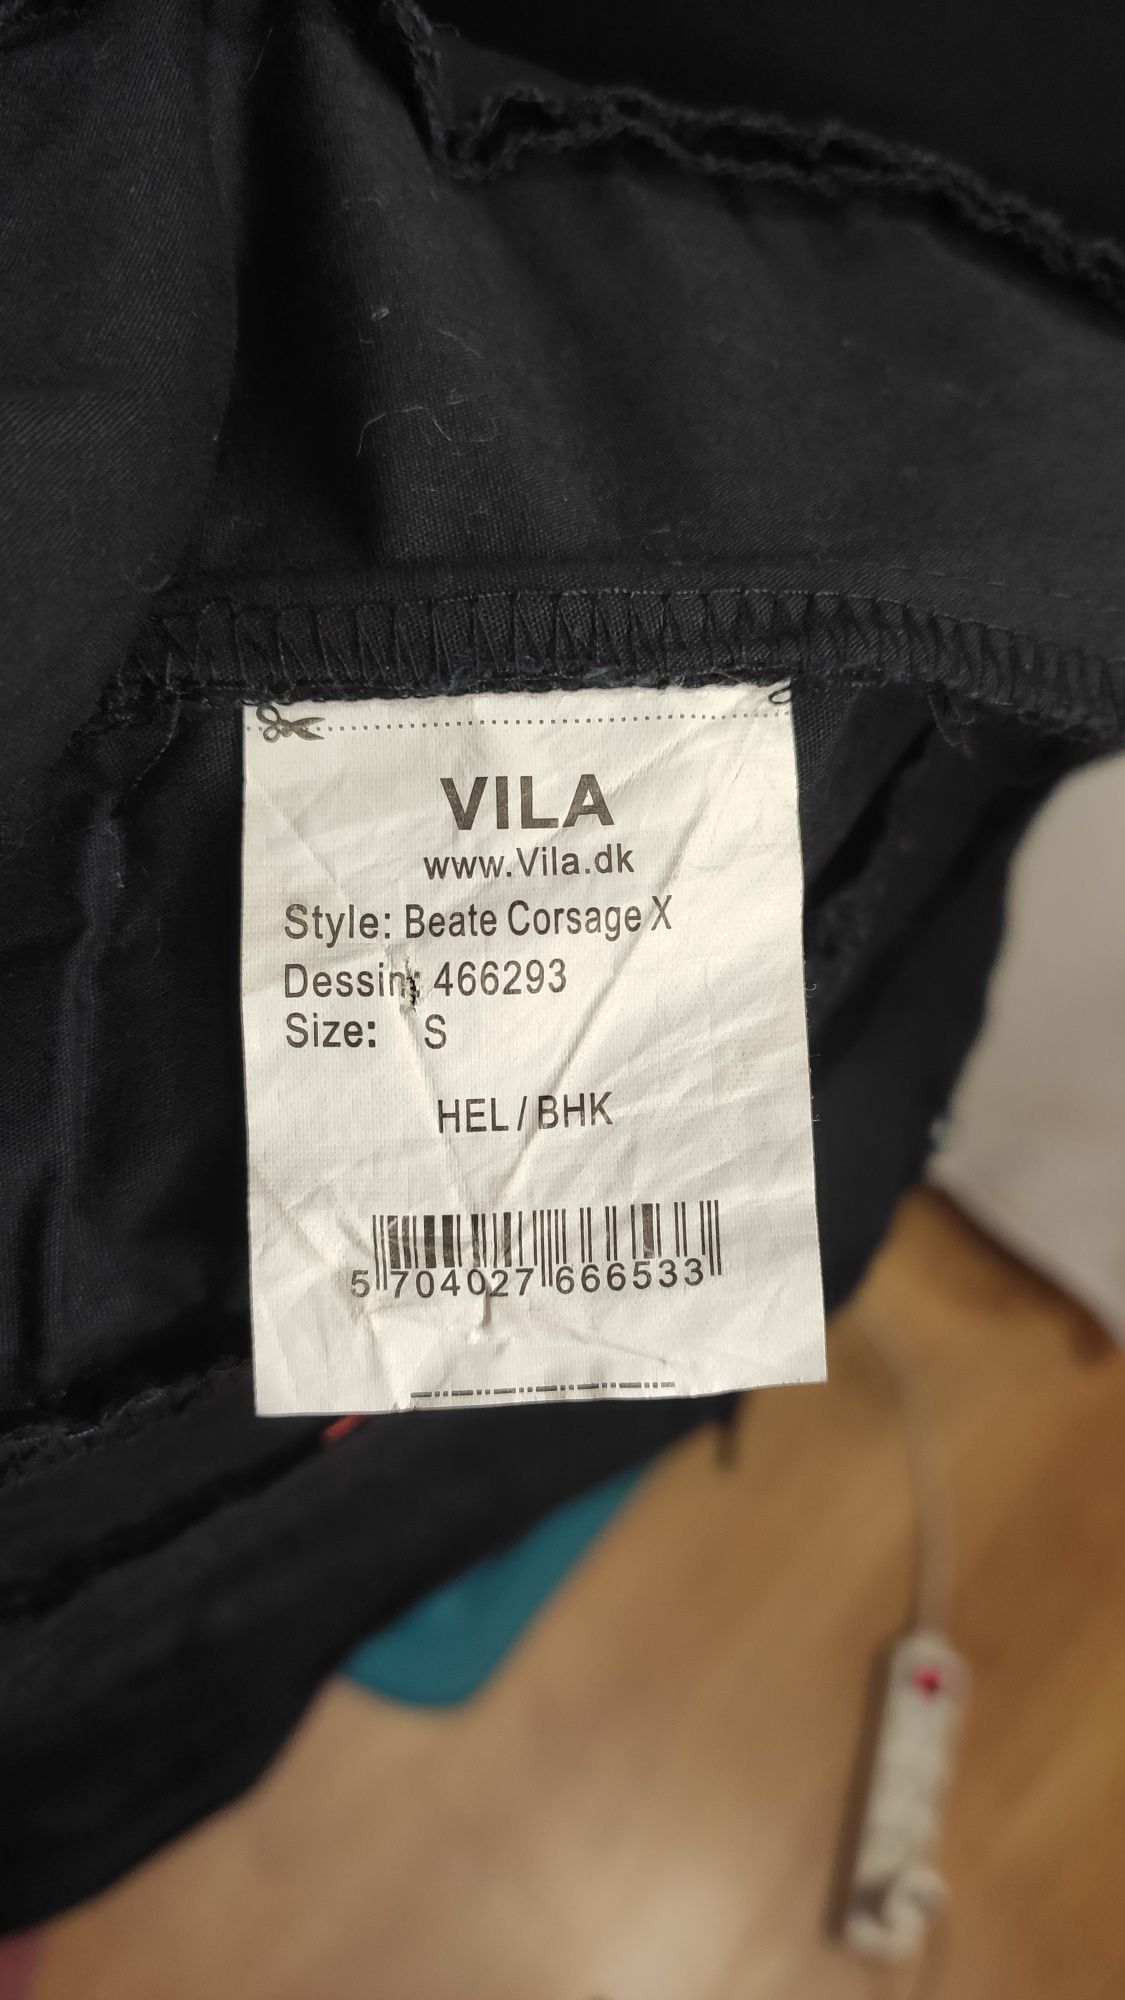 VILA
www.Vila.dk
Style: Beate Corsage X
Dessin: 466293
Size: S
HEL / BHK
5 704027 666533